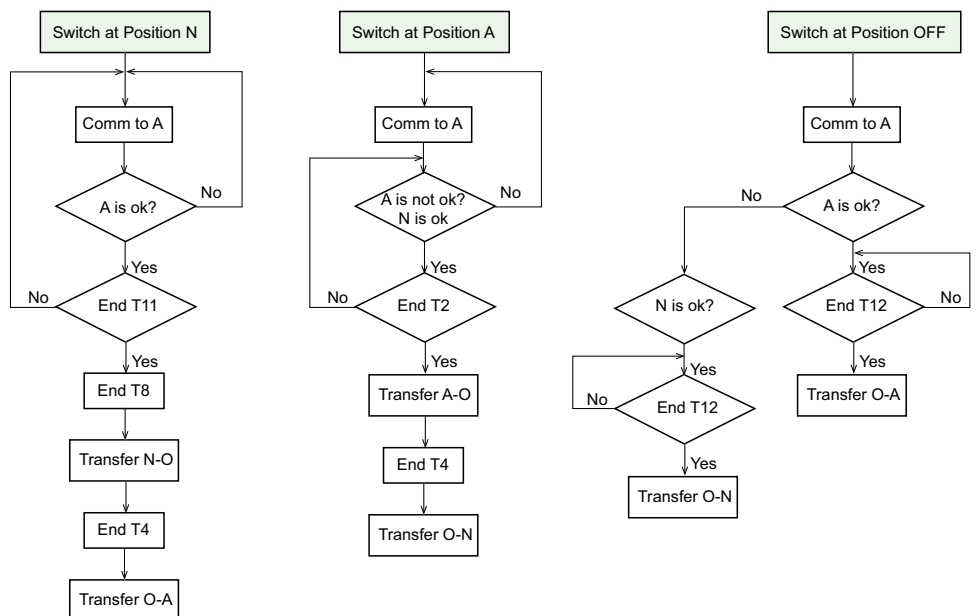 Switch at Position N
Comm to A
A is ok?
No
Yes
End T11
No
Yes
End T8
Transfer N-O
End T4
Transfer O-A
Switch at Position A
Comm to A
A is not ok?
N is ok
No
Yes
End T2
No
Yes
Transfer A-O
End T4
Transfer O-N
Switch at Position OFF
Comm to A
A is ok?
No
Yes
End T12
No
Yes
Transfer O-A
N is ok?
Yes
End T12
No
Yes
Transfer O-N